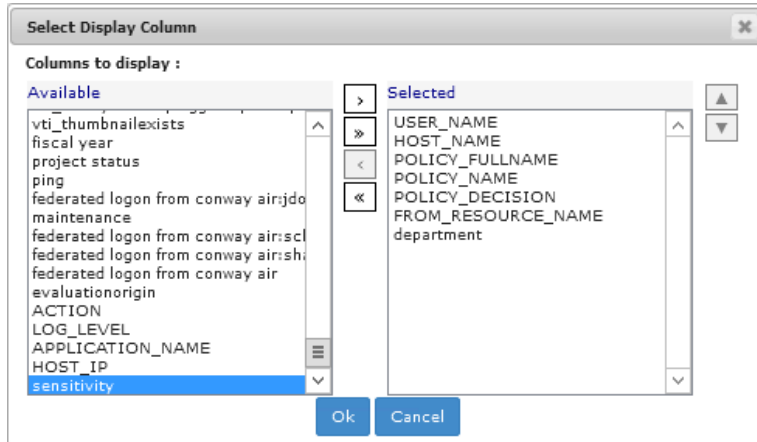 Select Display Column
Columns to display :
Available
vti_thumbnailexists
fiscal year
project status
ping
federated logon from conway air:jdo
maintenance
federated logon from conway air:scl
federated logon from conway air:sha
federated logon from conway air
evaluationorigin
ACTION
LOG_LEVEL
APPLICATION_NAME
HOST_IP
sensitivity
>
»
<
«
Selected
USER_NAME
HOST_NAME
POLICY_FULLNAME
POLICY_NAME
POLICY_DECISION
FROM_RESOURCE_NAME
department
Ok
Cancel